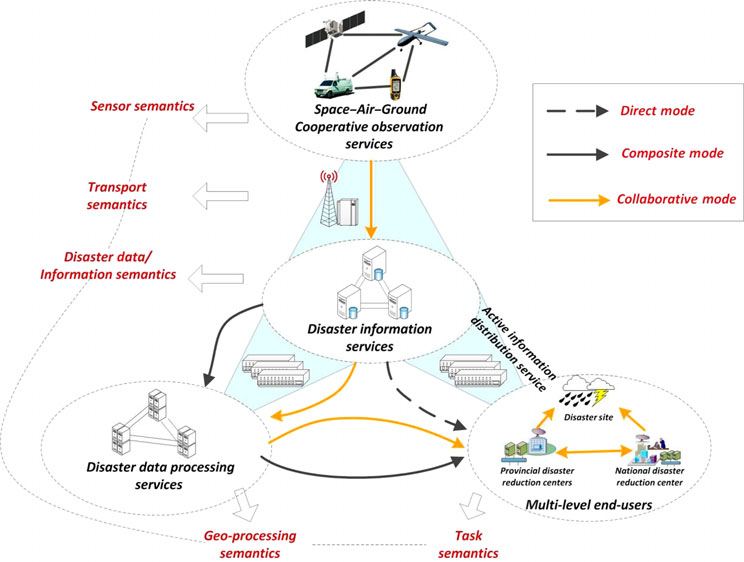 Space–Air–Ground
Cooperative observation
services
Sensor semantics
Direct mode
Composite mode
Collaborative mode
Transport
semantics
Disaster data/
Information semantics
Disaster information
services
Active information
distribution service
Disaster site
Disaster data processing
services
Provincial disaster
reduction centers
National disaster
reduction center
Multi-level end-users
Geo-processing
semantics
Task
semantics